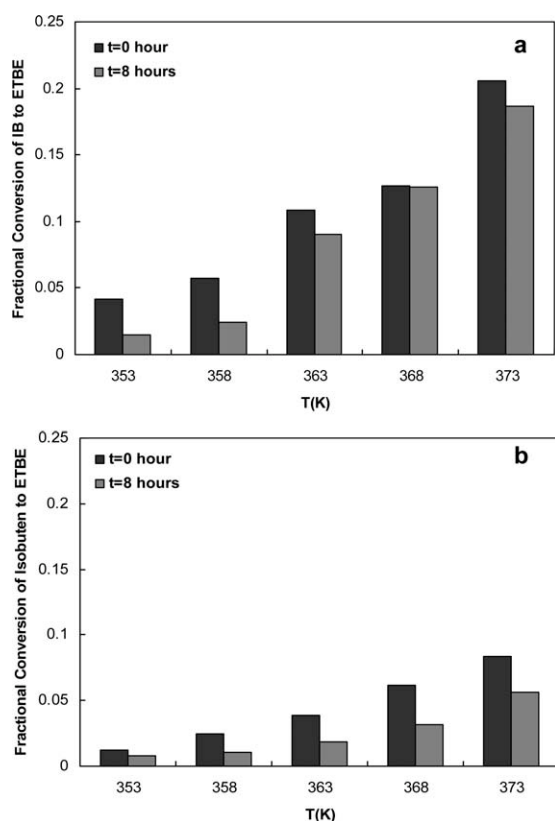 a
t=0 hour
t=8 hours
Fractional Conversion of IB to ETBE
0.25
0.2
0.15
0.1
0.05
0
353 358 363 368 373
T(K)
b
t=0 hour
t=8 hours
Fractional Conversion of Isobuten to ETBE
0.25
0.2
0.15
0.1
0.05
0
353 358 363 368 373
T(K)